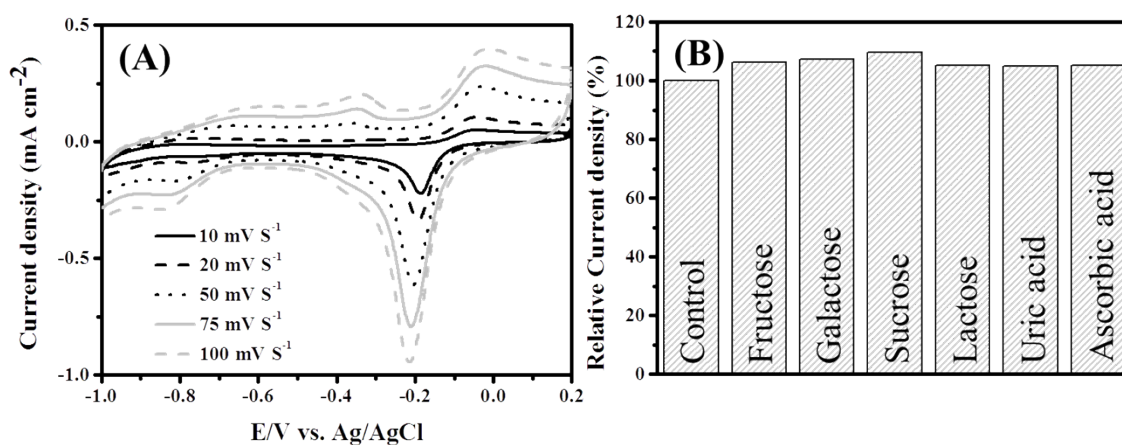 (A)
0.5
0.0
-0.5
-1.0
Current density (mA cm⁻²)
10 mV S⁻¹
20 mV S⁻¹
50 mV S⁻¹
75 mV S⁻¹
100 mV S⁻¹
-1.0 -0.8 -0.6 -0.4 -0.2 0.0 0.2
E/V vs. Ag/AgCl
(B)
120
100
80
60
40
20
0
Relative Current density (%)
Control
Fructose
Galactose
Sucrose
Lactose
Uric acid
Ascorbic acid